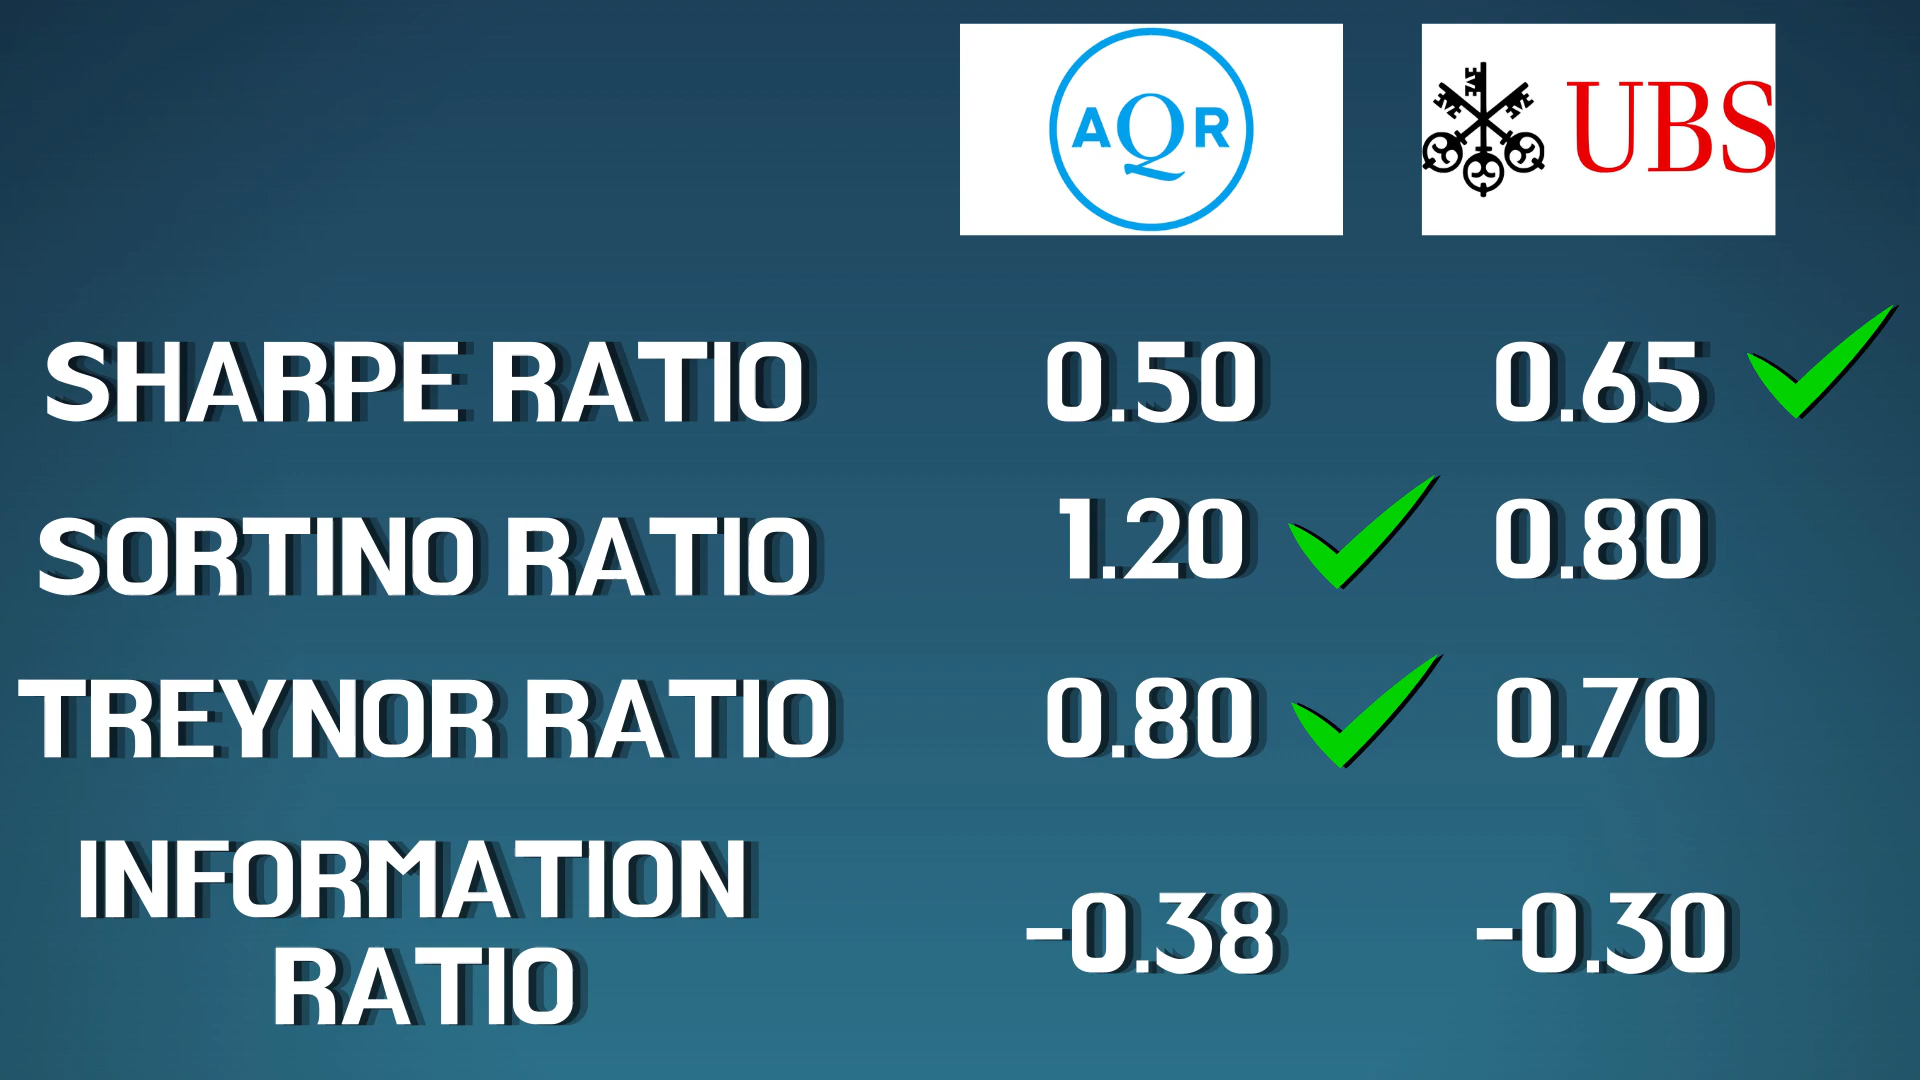 AQR
UBS
SHARPE RATIO 0.50 0.65
SORTINO RATIO 1.20 0.80
TREYNOR RATIO 0.80 0.70
INFORMATION
RATIO -0.38 -0.30